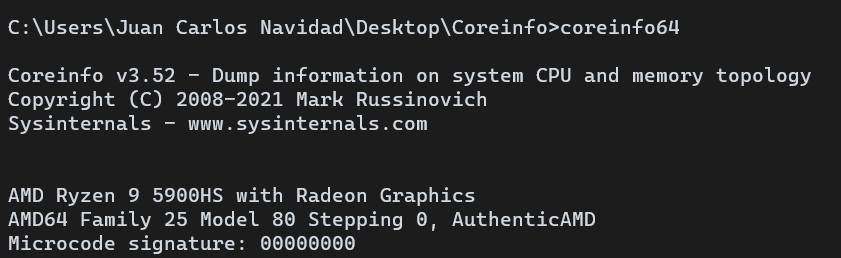 C:\Users\Juan Carlos Navidad\Desktop\Coreinfo>coreinfo64
Coreinfo v3.52 - Dump information on system CPU and memory topology
Copyright (C) 2008-2021 Mark Russinovich
Sysinternals - www.sysinternals.com
AMD Ryzen 9 5900HS with Radeon Graphics
AMD64 Family 25 Model 80 Stepping 0, AuthenticAMD
Microcode signature: 00000000